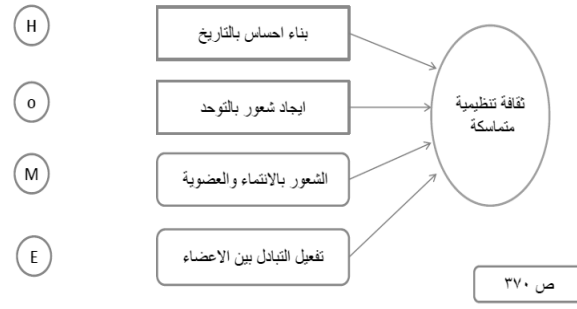 H
بناء احساس بالتاريخ
o
ايجاد شعور بالتوحد
ثقافة تنظيمية
متماسكة
M
الشعور بالانتماء والعضوية
E
تفعيل التبادل بين الاعضاء
ص ٣٧٠